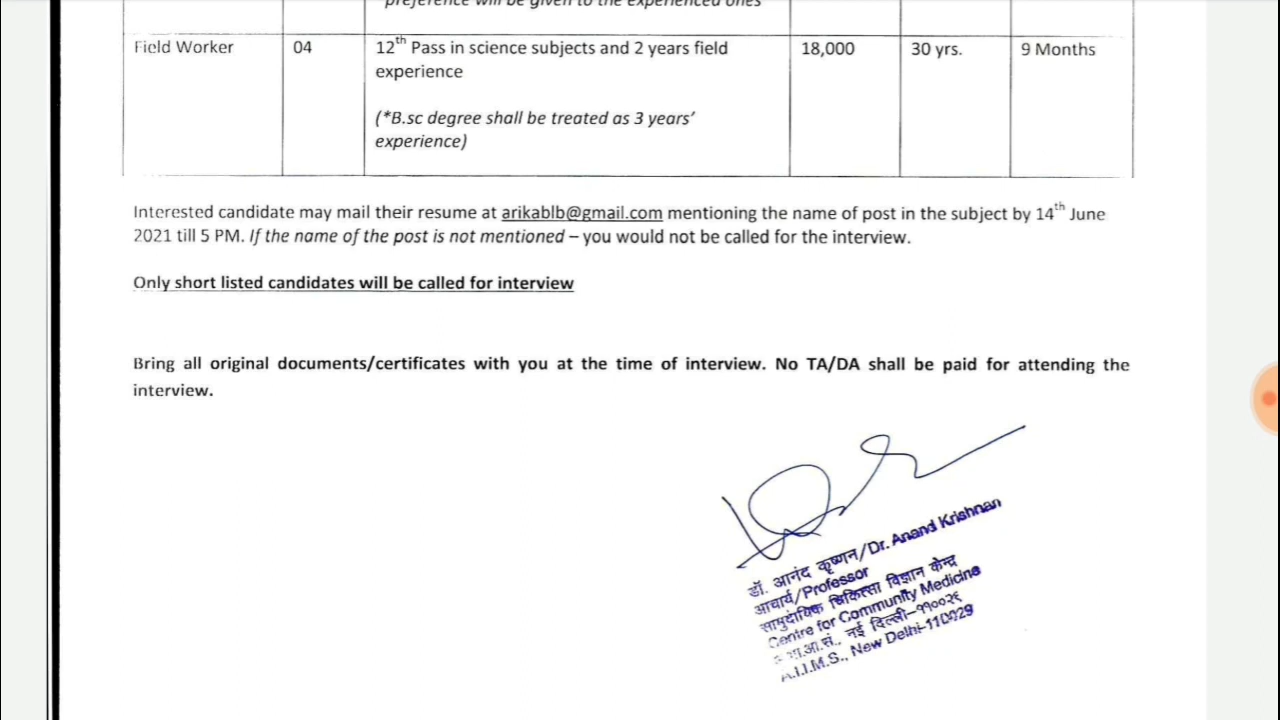 preference will be given to the experienced ones
Field Worker 04 12th Pass in science subjects and 2 years field 18,000 30 yrs. 9 Months
experience
(*B.sc degree shall be treated as 3 years’
experience)
Interested candidate may mail their resume at arikablb@gmail.com mentioning the name of post in the subject by 14th June
2021 till 5 PM. If the name of the post is not mentioned – you would not be called for the interview.
Only short listed candidates will be called for interview
Bring all original documents/certificates with you at the time of interview. No TA/DA shall be paid for attending the
interview.
डॉ. आनंद कृष्णन/Dr. Anand Krishnan
आचार्य/Professor
सामुदायिक चिकित्सा विज्ञान केन्द्र
Centre for Community Medicine
भा.आ.सं., नई दिल्ली–११००२९
A.I.I.M.S., New Delhi-110029